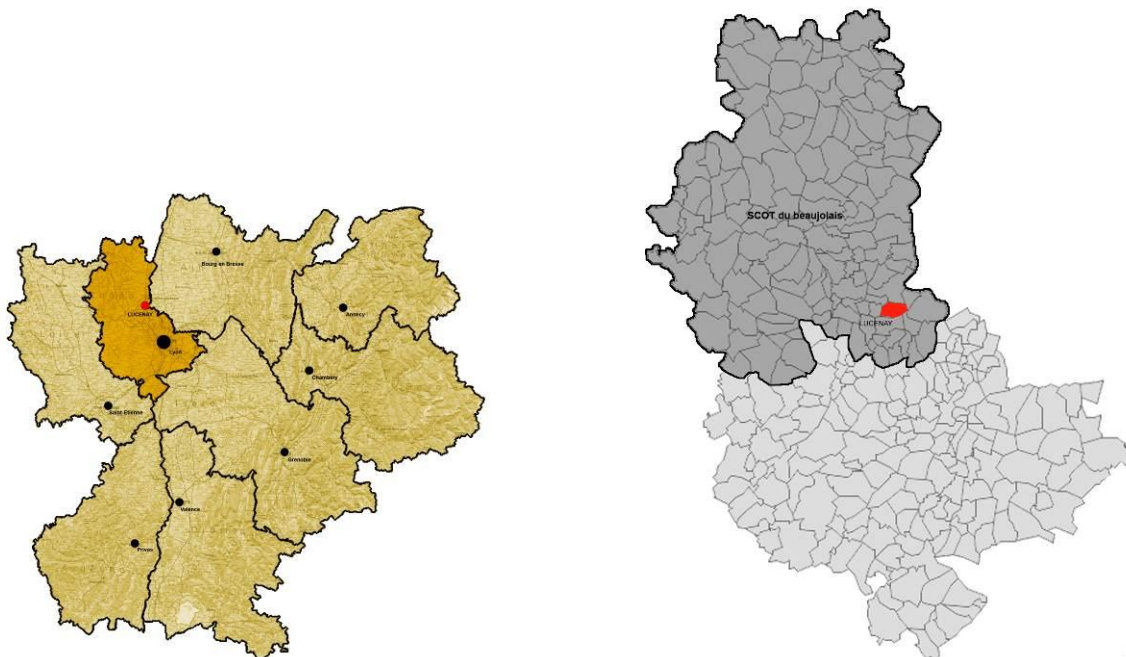 Bourg en Bresse
LUCENAY
Annecy
Lyon
Chambery
Saint Etienne
Grenoble
Valence
Privas
SCOT du beaujolais
LUCENAY